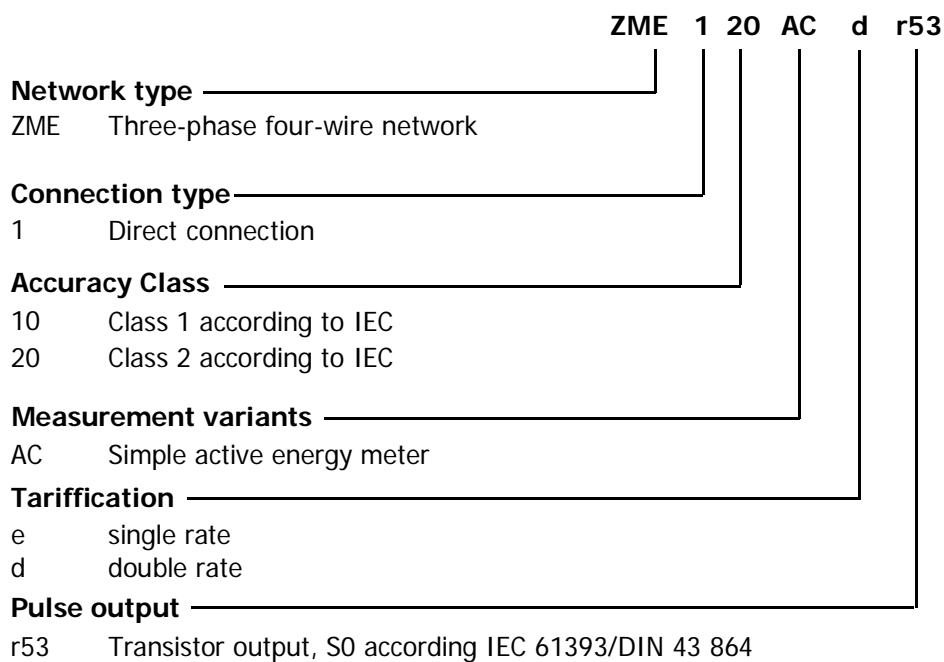 ZME 1 20 AC d r53
Network type
ZME Three-phase four-wire network
Connection type
1 Direct connection
Accuracy Class
10 Class 1 according to IEC
20 Class 2 according to IEC
Measurement variants
AC Simple active energy meter
Tariffication
e single rate
d double rate
Pulse output
r53 Transistor output, S0 according IEC 61393/DIN 43 864